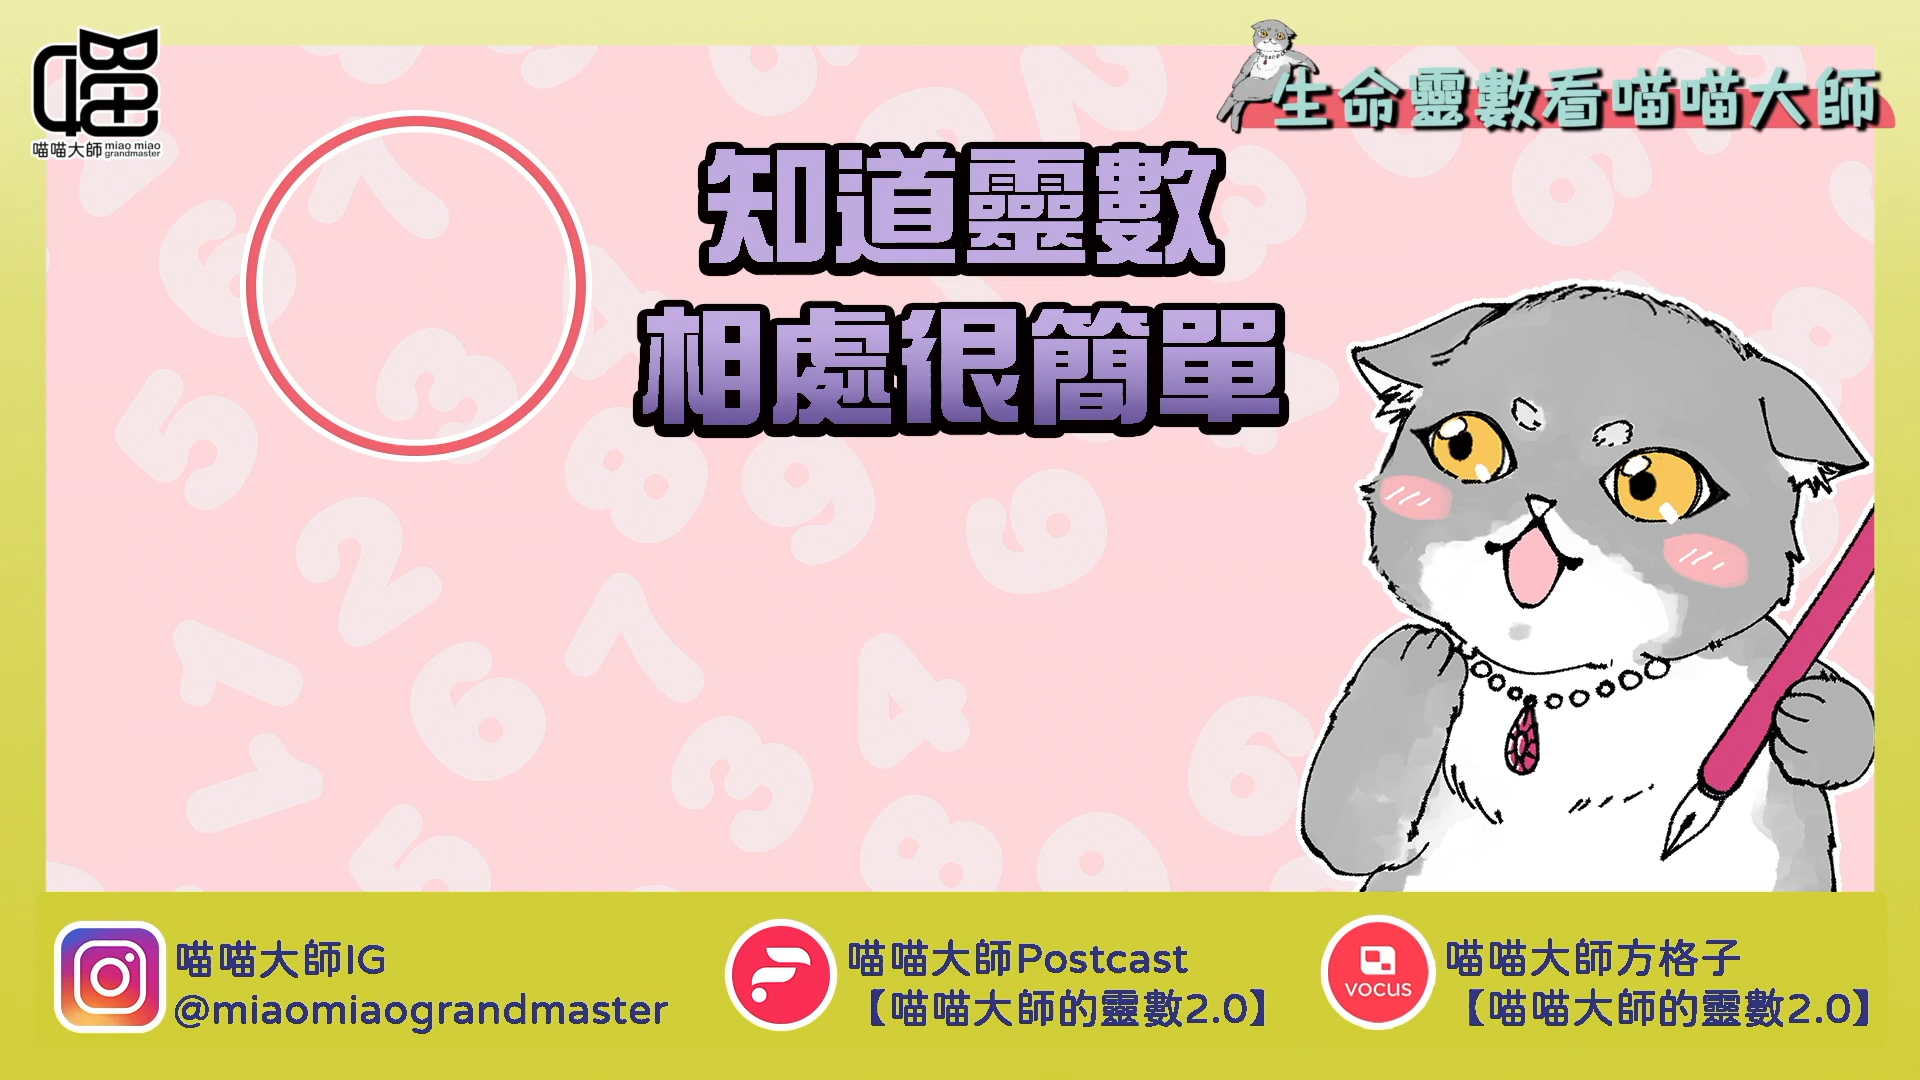 喵
喵喵大師 miao miao grandmaster
生命靈數看喵喵大師
知道靈數
相處很簡單
喵喵大師IG
@miaomiaograndmaster
喵喵大師Postcast
【喵喵大師的靈數2.0】
vocus
喵喵大師方格子
【喵喵大師的靈數2.0】